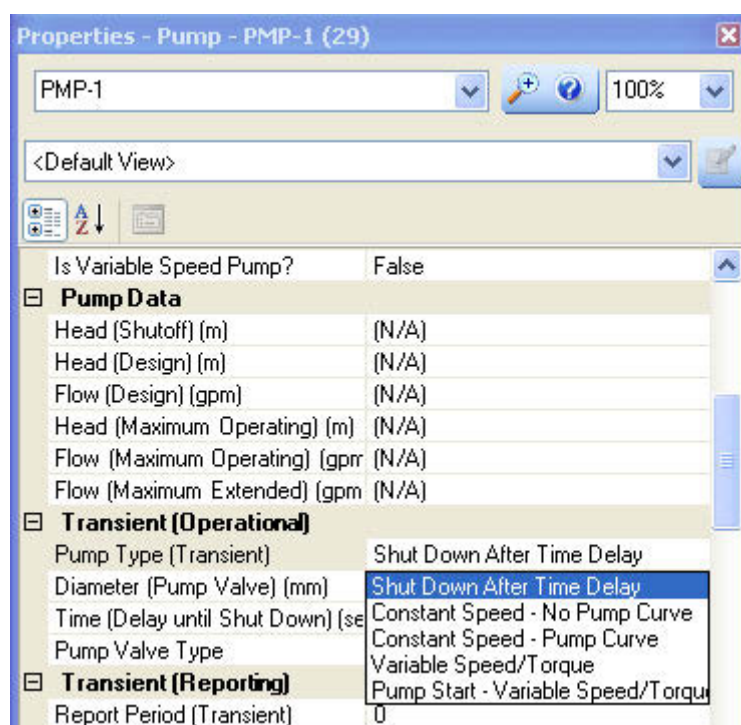 Properties - Pump - PMP-1 (29)
PMP-1 100%
<Default View>
Is Variable Speed Pump? False
Pump Data
Head (Shutoff) (m) (N/A)
Head (Design) (m) (N/A)
Flow (Design) (gpm) (N/A)
Head (Maximum Operating) (m) (N/A)
Flow (Maximum Operating) (gpm (N/A)
Flow (Maximum Extended) (gpm (N/A)
Transient (Operational)
Pump Type (Transient) Shut Down After Time Delay
Diameter (Pump Valve) (mm) Shut Down After Time Delay
Time (Delay until Shut Down) (se Constant Speed - No Pump Curve
Constant Speed - Pump Curve
Pump Valve Type Variable Speed/Torque
Transient (Reporting) Pump Start - Variable Speed/Torqu
Report Period (Transient) 0